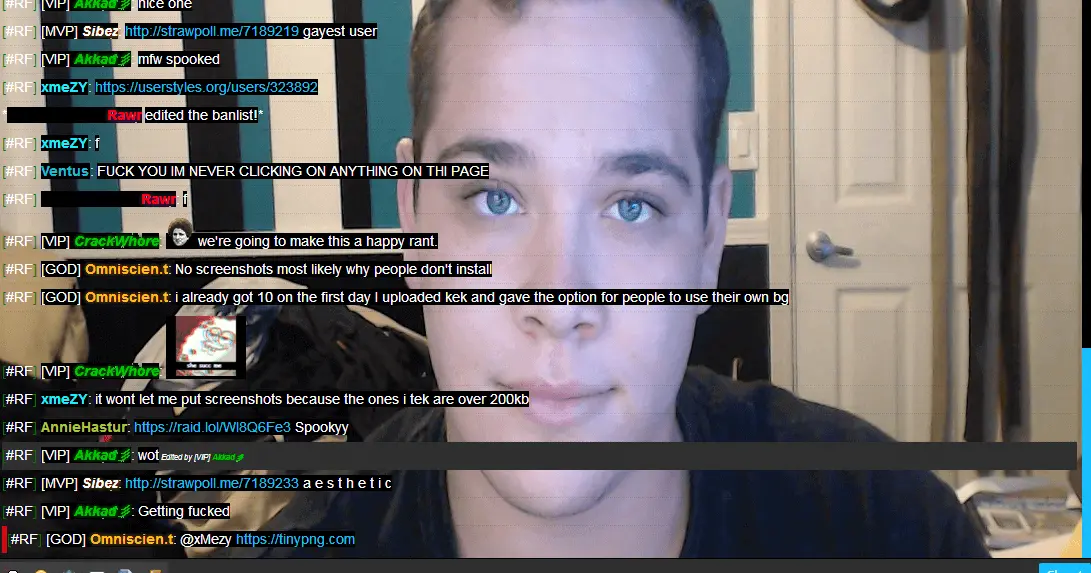 [#RF] [VIP] Akkad: nice one
[#RF] [MVP] Sibez: http://strawpoll.me/7189219 gayest user
[#RF] [VIP] Akkad: mfw spooked
[#RF] xmeZY: https://userstyles.org/users/323892
* Rawr edited the banlist!*
[#RF] xmeZY: f
[#RF] Ventus: FUCK YOU IM NEVER CLICKING ON ANYTHING ON THI PAGE
[#RF] Rawr: f
[#RF] [VIP] CrackWhore: we're going to make this a happy rant.
[#RF] [GOD] Omniscien.t: No screenshots most likely why people don't install
[#RF] [GOD] Omniscien.t: i already got 10 on the first day I uploaded kek and gave the option for people to use their own bg
she succ me
[#RF] [VIP] CrackWhore:
[#RF] xmeZY: it wont let me put screenshots because the ones i tek are over 200kb
[#RF] AnnieHastur: https://raid.lol/Wl8Q6Fe3 Spookyy
[#RF] [VIP] Akkad: wot Edited by [VIP] Akkad
[#RF] [MVP] Sibez: http://strawpoll.me/7189233 a e s t h e t i c
[#RF] [VIP] Akkad: Getting fucked
[#RF] [GOD] Omniscien.t: @xMezy https://tinypng.com